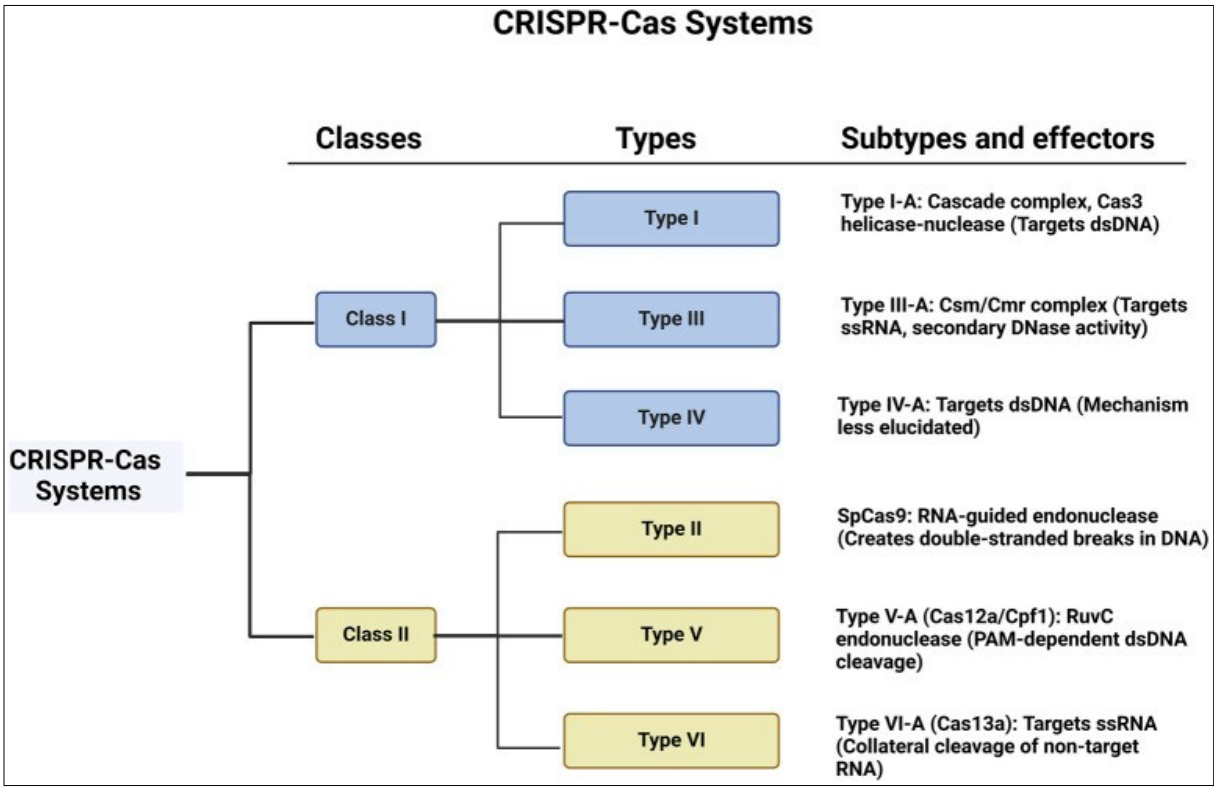 CRISPR-Cas Systems
Classes
Types
Subtypes and effectors
Type I
Type I-A: Cascade complex, Cas3
helicase-nuclease (Targets dsDNA)
Class I
Type III
Type III-A: Csm/Cmr complex (Targets
ssRNA, secondary DNase activity)
Type IV
Type IV-A: Targets dsDNA (Mechanism
less elucidated)
CRISPR-Cas
Systems
Type II
SpCas9: RNA-guided endonuclease
(Creates double-stranded breaks in DNA)
Class II
Type V
Type V-A (Cas12a/Cpf1): RuvC
endonuclease (PAM-dependent dsDNA
cleavage)
Type VI
Type VI-A (Cas13a): Targets ssRNA
(Collateral cleavage of non-target
RNA)